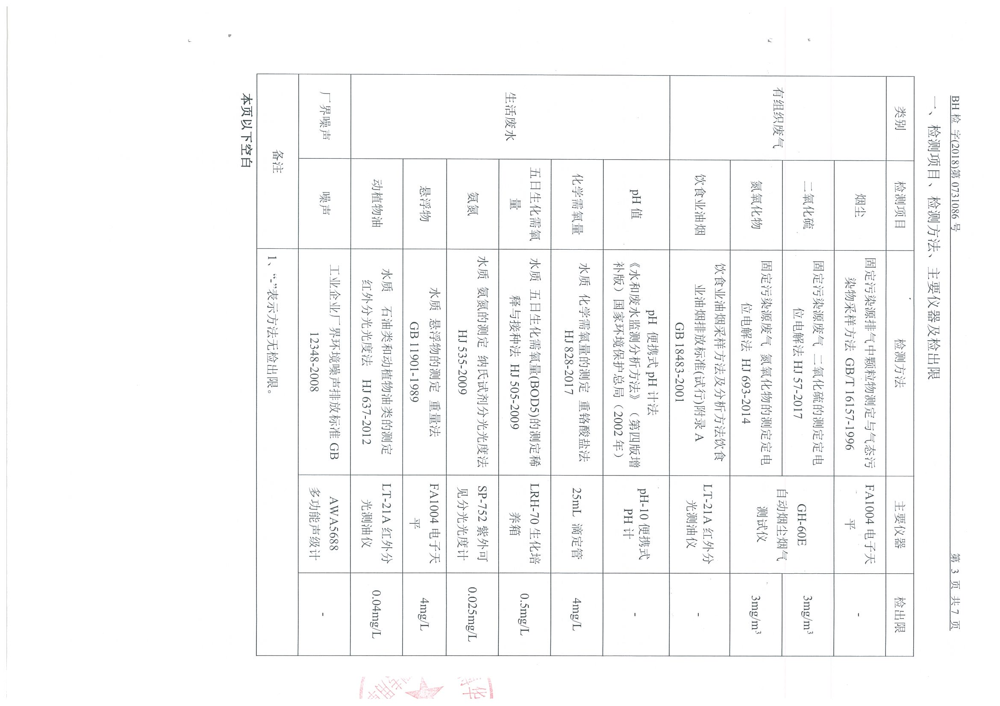 BH 检 字(2018)第 0731086 号 第 3 页 共 7 页
一、检测项目、检测方法、主要仪器及检出限
类别 检测项目 检测方法 主要仪器 检出限
有组织废气
烟尘
固定污染源排气中颗粒物测定与气态污
染物采样方法 GB/T 16157-1996
FA1004 电子天
平
-
二氧化硫
固定污染源废气 二氧化硫的测定定电
位电解法 HJ 57-2017
GH-60E
自动烟尘烟气
测试仪
3mg/m³
氮氧化物
固定污染源废气 氮氧化物的测定定电
位电解法 HJ 693-2014
3mg/m³
饮食业油烟
饮食业油烟采样方法及分析方法饮食
业油烟排放标准(试行)附录 A
GB 18483-2001
LT-21A 红外分
光测油仪
-
生活废水
pH 值
pH 便携式 pH 计法
《水和废水监测分析方法》（第四版增
补版）国家环境保护总局（2002 年）
pH-10 便携式
PH 计
-
化学需氧量
水质 化学需氧量的测定 重铬酸盐法
HJ 828-2017
25mL 滴定管
4mg/L
五日生化需氧
量
水质 五日生化需氧量(BOD5)的测定稀
释与接种法 HJ 505-2009
LRH-70 生化培
养箱
0.5mg/L
氨氮
水质 氨氮的测定 纳氏试剂分光光度法
HJ 535-2009
SP-752 紫外可
见分光光度计
0.025mg/L
悬浮物
水质 悬浮物的测定 重量法
GB 11901-1989
FA1004 电子天
平
4mg/L
动植物油
水质 石油类和动植物油类的测定
红外分光光度法 HJ 637-2012
LT-21A 红外分
光测油仪
0.04mg/L
厂界噪声
噪声
工业企业厂界环境噪声排放标准 GB
12348-2008
AWA5688
多功能声级计
-
备注
1、“-”表示方法无检出限。
本页以下空白